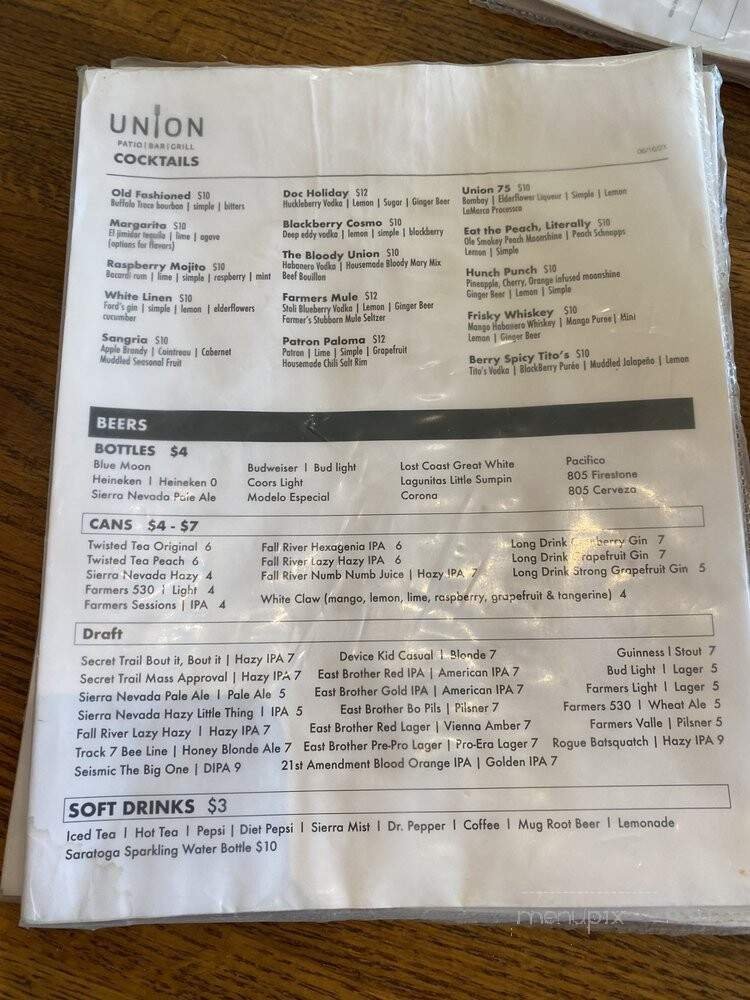 UNION
PATIO | BAR | GRILL
COCKTAILS
06/16/23
Old Fashioned $10
Buffalo Trace bourbon | simple | bitters
Margarita $10
El jimidor tequila | lime | agave
(options for flavors)
Raspberry Mojito $10
Bacardi rum | lime | simple | raspberry | mint
White Linen $10
Ford's gin | simple | lemon | elderflowers
cucumber
Sangria $10
Apple Brandy | Cointreau | Cabernet
Muddled Seasonal Fruit
Doc Holiday $12
Huckleberry Vodka | Lemon | Sugar | Ginger Beer
Blackberry Cosmo $10
Deep eddy vodka | lemon | simple | blackberry
The Bloody Union $10
Habanero Vodka | Housemade Bloody Mary Mix
Beef Bouillon
Farmers Mule $12
Stoli Blueberry Vodka | Lemon | Ginger Beer
Farmer's Stubborn Mule Seltzer
Patron Paloma $12
Patron | Lime | Simple | Grapefruit
Housemade Chili Salt Rim
Union 75 $10
Bombay | Elderflower Liqueur | Simple | Lemon
LaMarca Processco
Eat the Peach, Literally $10
Ole Smokey Peach Moonshine | Peach Schnapps
Lemon | Simple
Hunch Punch $10
Pineapple, Cherry, Orange infused moonshine
Ginger Beer | Lemon | Simple
Frisky Whiskey $10
Mango Habanero Whiskey | Mango Puree | Mini
Lemon | Ginger Beer
Berry Spicy Tito's $10
Tito's Vodka | BlackBerry Purée | Muddled Jalapeño | Lemon
BEERS
BOTTLES $4
Blue Moon
Heineken | Heineken 0
Sierra Nevada Pale Ale
Budweiser | Bud light
Coors Light
Modelo Especial
Lost Coast Great White
Lagunitas Little Sumpin
Corona
Pacifico
805 Firestone
805 Cerveza
CANS $4 - $7
Twisted Tea Original 6
Twisted Tea Peach 6
Sierra Nevada Hazy 4
Farmers 530 | Light 4
Farmers Sessions | IPA 4
Fall River Hexagenia IPA 6
Fall River Lazy Hazy IPA 6
Fall River Numb Numb Juice | Hazy IPA 7
White Claw (mango, lemon, lime, raspberry, grapefruit & tangerine) 4
Long Drink Cranberry Gin 7
Long Drink Grapefruit Gin 7
Long Drink Strong Grapefruit Gin 5
Draft
Secret Trail Bout it, Bout it | Hazy IPA 7
Secret Trail Mass Approval | Hazy IPA 7
Sierra Nevada Pale Ale | Pale Ale 5
Sierra Nevada Hazy Little Thing | IPA 5
Fall River Lazy Hazy | Hazy IPA 7
Track 7 Bee Line | Honey Blonde Ale 7
Seismic The Big One | DIPA 9
Device Kid Casual | Blonde 7
East Brother Red IPA | American IPA 7
East Brother Gold IPA | American IPA 7
East Brother Bo Pils | Pilsner 7
East Brother Red Lager | Vienna Amber 7
East Brother Pre-Pro Lager | Pro-Era Lager 7
21st Amendment Blood Orange IPA | Golden IPA 7
Guinness | Stout 7
Bud Light | Lager 5
Farmers Light | Lager 5
Farmers 530 | Wheat Ale 5
Farmers Valle | Pilsner 5
Rogue Batsquatch | Hazy IPA 9
SOFT DRINKS $3
Iced Tea | Hot Tea | Pepsi | Diet Pepsi | Sierra Mist | Dr. Pepper | Coffee | Mug Root Beer | Lemonade
Saratoga Sparkling Water Bottle $10
menupix